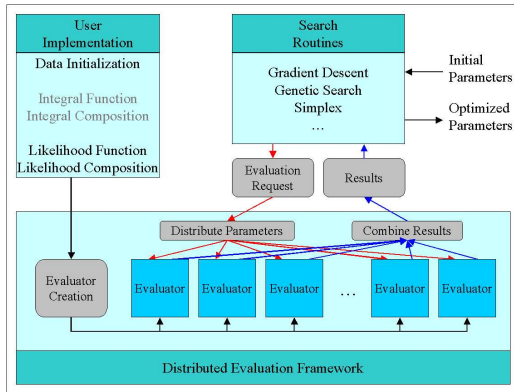 User
Implementation
Data Initialization
Integral Function
Integral Composition
Likelihood Function
Likelihood Composition
Search
Routines
Gradient Descent
Genetic Search
Simplex
...
Initial
Parameters
Optimized
Parameters
Evaluation
Request
Results
Distribute Parameters
Combine Results
Evaluator
Creation
Evaluator
Evaluator
Evaluator
...
Evaluator
Evaluator
Distributed Evaluation Framework